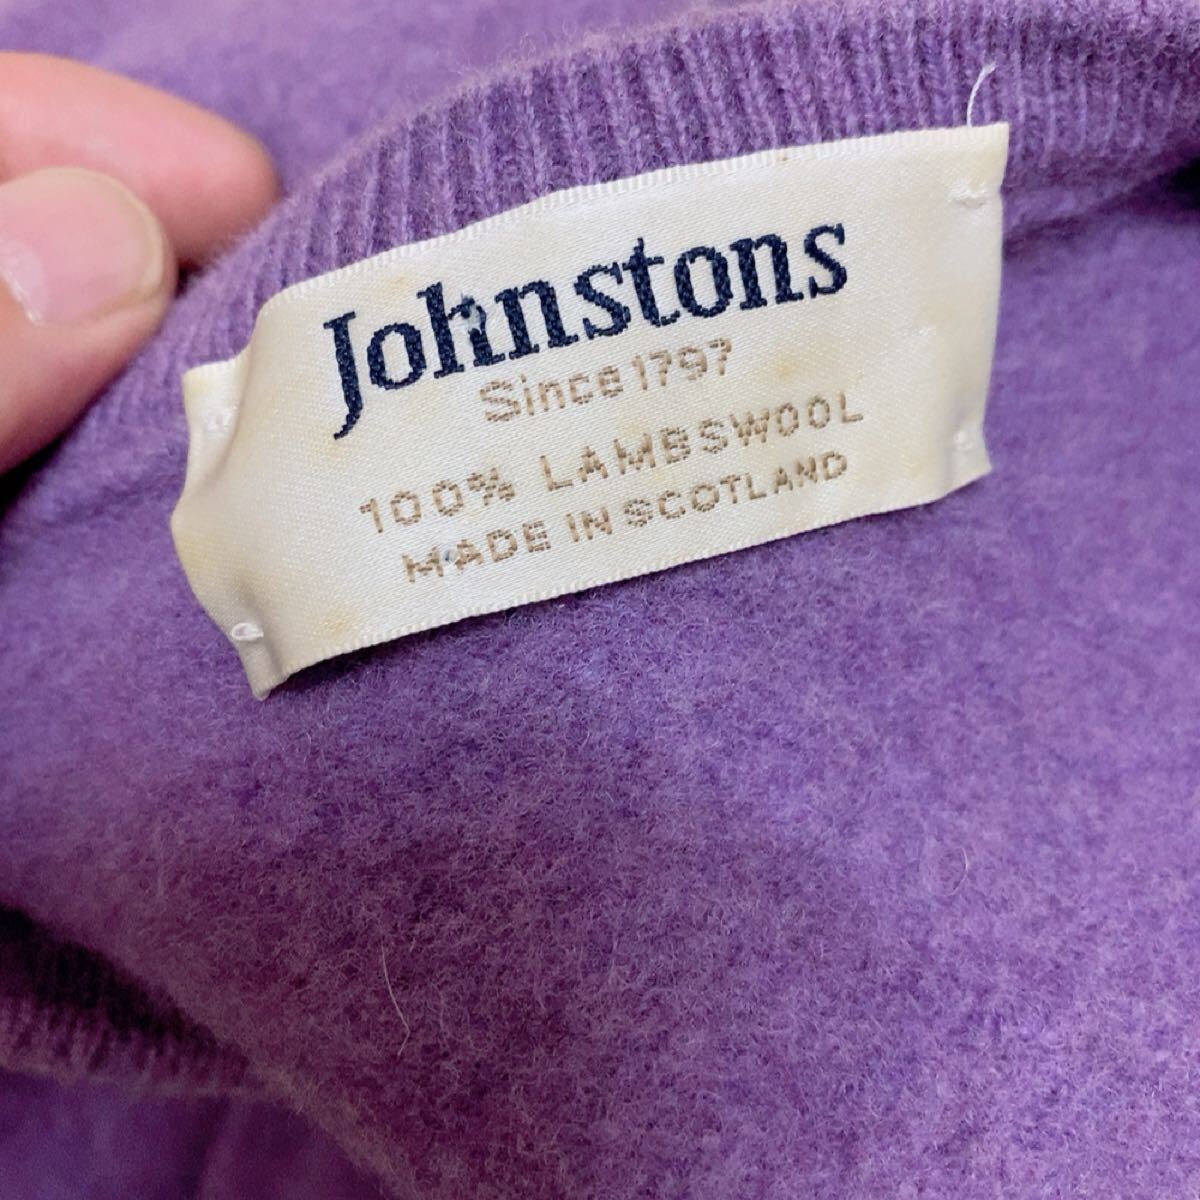 Johnstons
Since 1797
100% LAMBSWOOL
MADE IN SCOTLAND